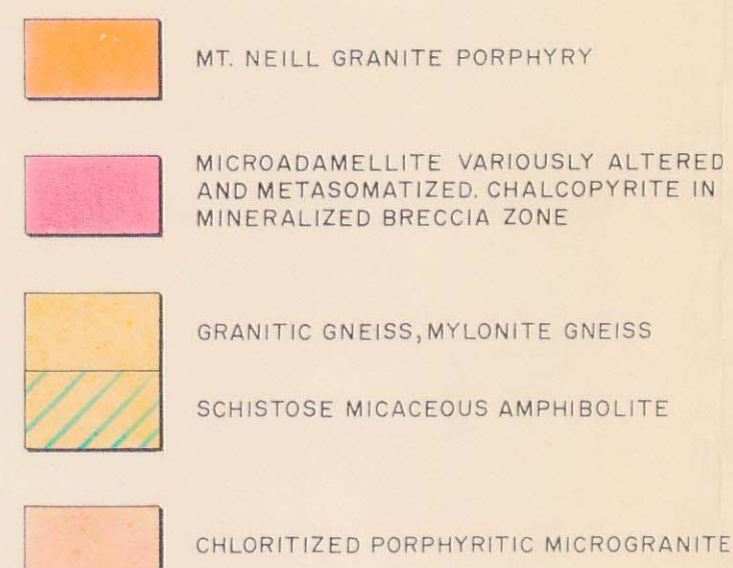 MT. NEILL GRANITE PORPHYRY
MICROADAMELLITE VARIOUSLY ALTERED
AND METASOMATIZED. CHALCOPYRITE IN
MINERALIZED BRECCIA ZONE
GRANITIC GNEISS, MYLONITE GNEISS
SCHISTOSE MICACEOUS AMPHIBOLITE
CHLORITIZED PORPHYRITIC MICROGRANITE